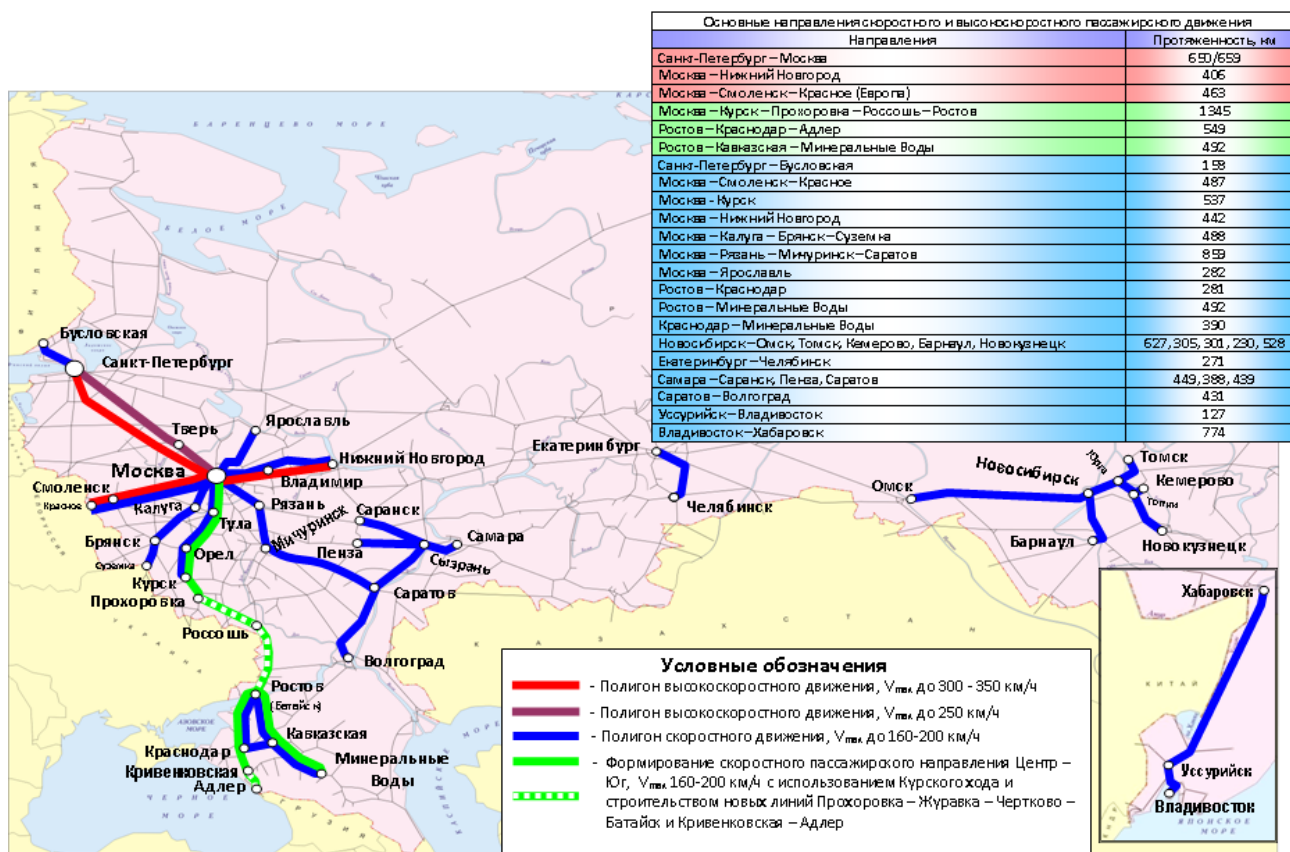 Основные направления скоростного и высокоскоростного пассажирского движения
Направления Протяженность, км
Санкт-Петербург – Москва 650/659
Москва – Нижний Новгород 406
Москва – Смоленск – Красное (Европа) 463
Москва – Курск – Прохоровка – Россошь – Ростов 1345
Ростов – Краснодар – Адлер 549
Ростов – Кавказская – Минеральные Воды 492
Санкт-Петербург – Бусловская 158
Москва – Смоленск – Красное 487
Москва - Курск 537
Москва – Нижний Новгород 442
Москва – Калуга – Брянск – Суземка 488
Москва – Рязань – Мичуринск – Саратов 859
Москва – Ярославль 282
Ростов – Краснодар 281
Ростов – Минеральные Воды 492
Краснодар – Минеральные Воды 390
Новосибирск – Омск, Томск, Кемерово, Барнаул, Новокузнецк 627, 305, 301, 230, 528
Екатеринбург – Челябинск 271
Самара – Саранск, Пенза, Саратов 449, 388, 439
Саратов – Волгоград 431
Уссурийск – Владивосток 127
Владивосток – Хабаровск 774
БАРЕНЦЕВО МОРЕ
БЕЛОЕ МОРЕ
Бусловская
Санкт-Петербург
Тверь
Ярославль
Москва
Нижний Новгород
Владимир
Смоленск
Красное
Калуга
Рязань
Тула
Мичуринск
Саранск
Брянск
Суземка
Орел
Пенза
Самара
Сызрань
Курск
Прохоровка
Саратов
Россошь
Волгоград
Екатеринбург
Челябинск
Омск
Новосибирск
Юрга
Томск
Кемерово
Топки
Барнаул
Новокузнецк
УКРАИНА
КАЗАХСТАН
Ростов
(Батайск)
АЗОВСКОЕ
МОРЕ
Кавказская
Краснодар
Кривенковская
Адлер
Минеральные
Воды
ЧЕРНОЕ
МОРЕ
ГРУЗИЯ
Хабаровск
КИТАЙ
Уссурийск
Владивосток
ЯПОНСКОЕ
МОРЕ
Условные обозначения
- Полигон высокоскоростного движения, Vmax до 300 - 350 км/ч
- Полигон высокоскоростного движения, Vmax до 250 км/ч
- Полигон скоростного движения, Vmax до 160-200 км/ч
- Формирование скоростного пассажирского направления Центр –
Юг, Vmax 160-200 км/ч с использованием Курского хода и
строительством новых линий Прохоровка – Журавка – Чертково –
Батайск и Кривенковская – Адлер